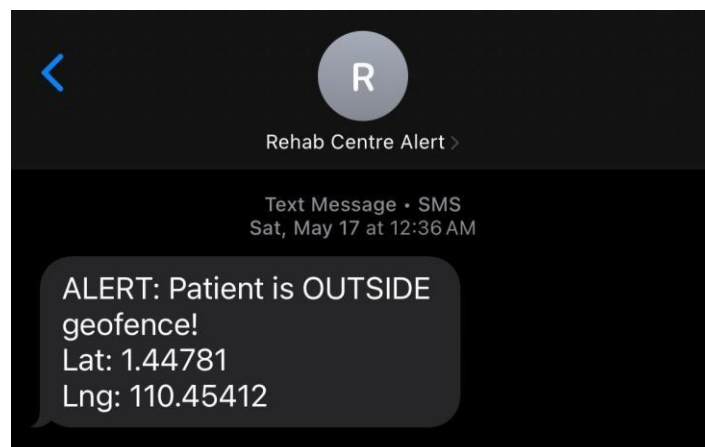 R
Rehab Centre Alert >
Text Message • SMS
Sat, May 17 at 12:36 AM
ALERT: Patient is OUTSIDE
geofence!
Lat: 1.44781
Lng: 110.45412